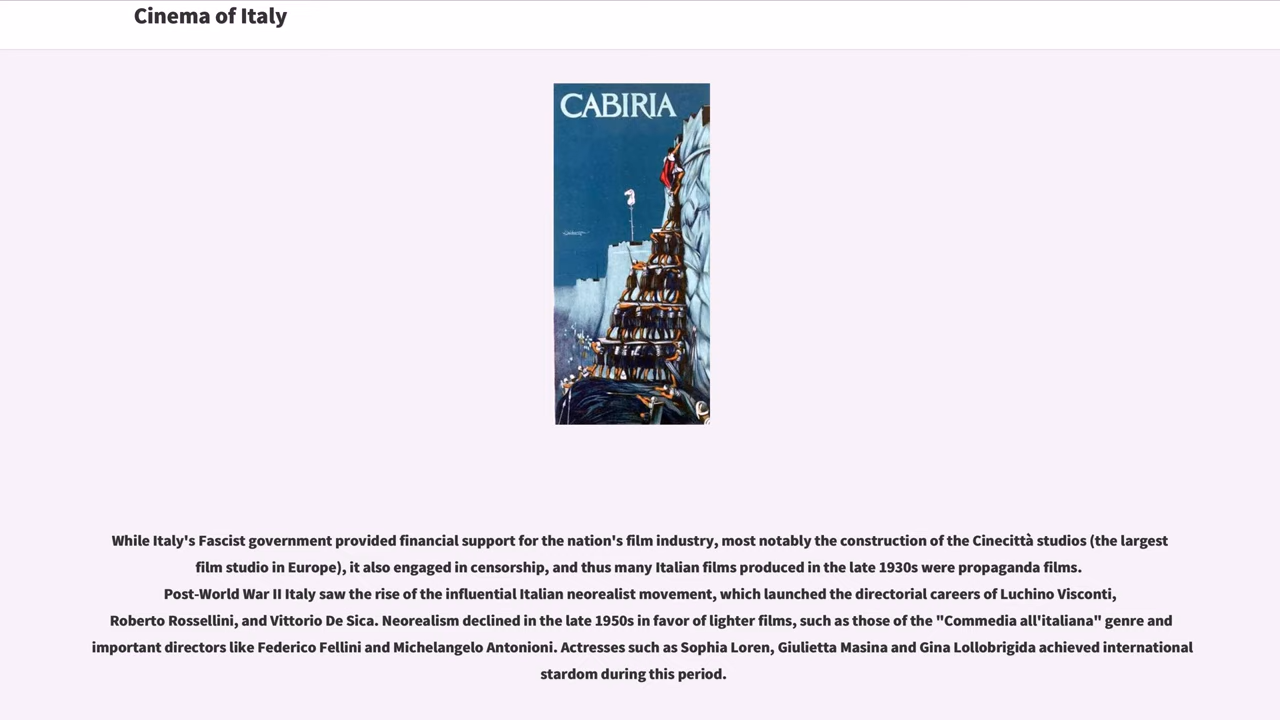 Cinema of Italy
CABIRIA
While Italy's Fascist government provided financial support for the nation's film industry, most notably the construction of the Cinecittà studios (the largest
film studio in Europe), it also engaged in censorship, and thus many Italian films produced in the late 1930s were propaganda films.
Post-World War II Italy saw the rise of the influential Italian neorealist movement, which launched the directorial careers of Luchino Visconti,
Roberto Rossellini, and Vittorio De Sica. Neorealism declined in the late 1950s in favor of lighter films, such as those of the "Commedia all'italiana" genre and
important directors like Federico Fellini and Michelangelo Antonioni. Actresses such as Sophia Loren, Giulietta Masina and Gina Lollobrigida achieved international
stardom during this period.